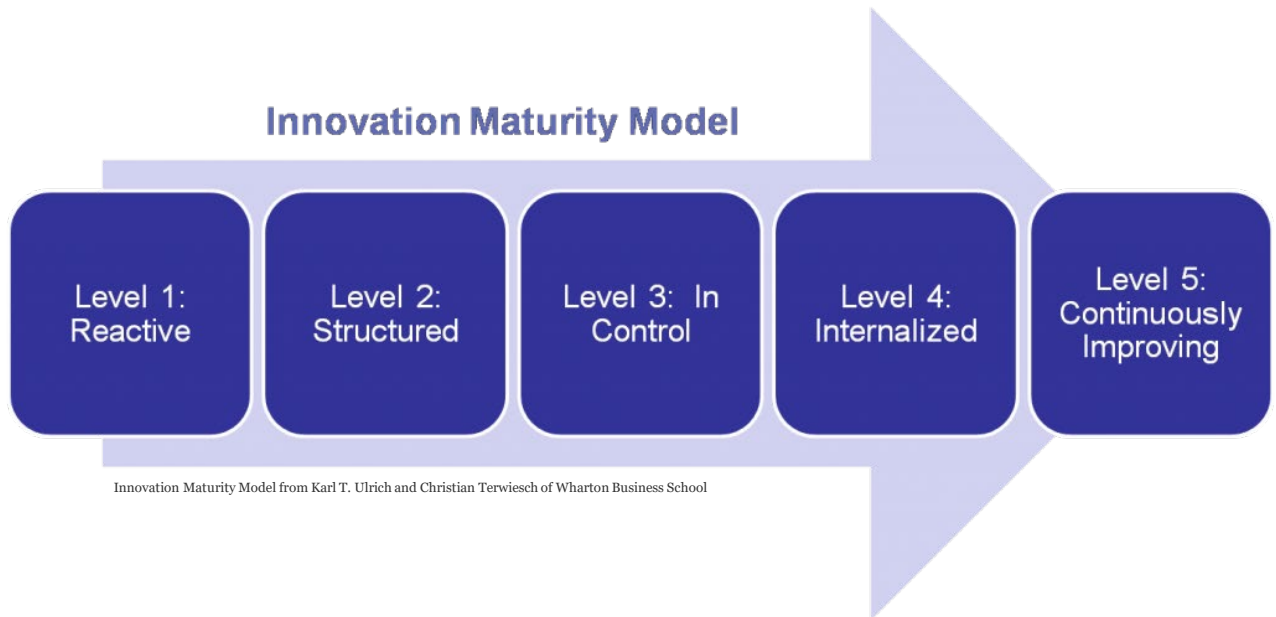 Innovation Maturity Model
Level 1:
Reactive
Level 2:
Structured
Level 3: In
Control
Level 4:
Internalized
Level 5:
Continuously
Improving
Innovation Maturity Model from Karl T. Ulrich and Christian Terwiesch of Wharton Business School